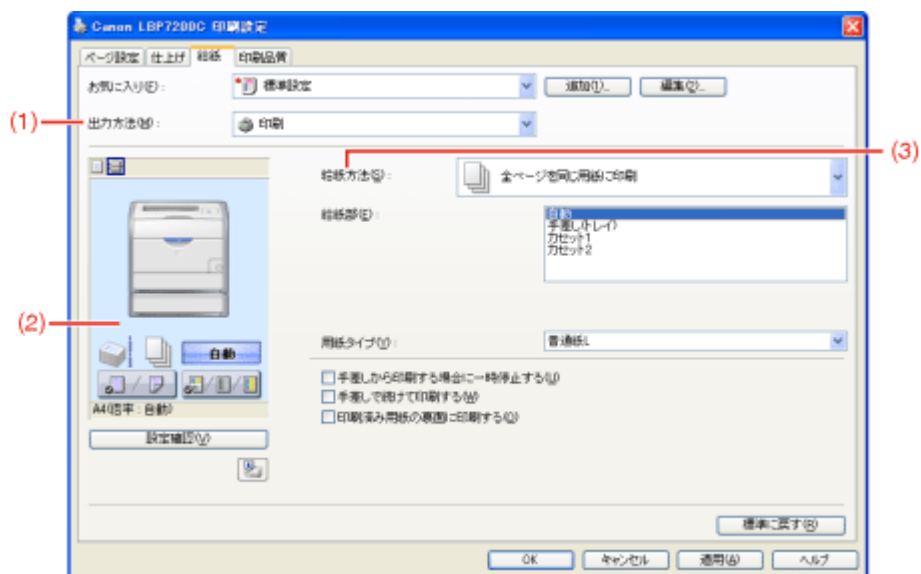 Canon LBP7200C 印刷設定
ページ設定 仕上げ 給紙 印刷品質
お気に入り(F): 標準設定 追加(1)... 編集(2)...
(1) 出力方法(M): 印刷
(3)
給紙方法(S): 全ページを同じ用紙に印刷
給紙部(E): 自動
手差し(トレイ)
カセット1
カセット2
(2)
自動
用紙タイプ(Y): 普通紙L
手差しから印刷する場合に一時停止する(U)
手差しで続けて印刷する(W)
印刷済み用紙の裏面に印刷する(Q)
A4(倍率:自動)
設定確認(V)
標準に戻す(R)
OK キャンセル 適用(A) ヘルプ